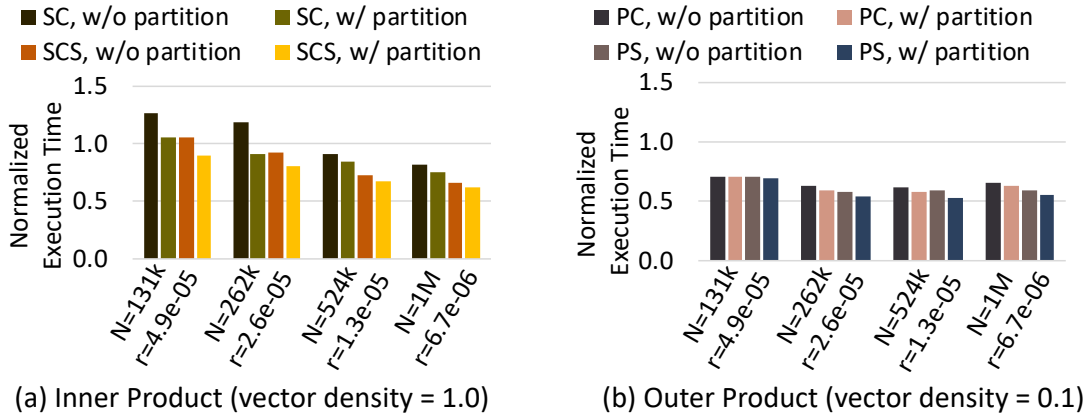 SC, w/o partition
SC, w/ partition
SCS, w/o partition
SCS, w/ partition
Normalized
Execution Time
1.5
1.0
0.5
0.0
N=131k
r=4.9e-05
N=262k
r=2.6e-05
N=524k
r=1.3e-05
N=1M
r=6.7e-06
(a) Inner Product (vector density = 1.0)
PC, w/o partition
PC, w/ partition
PS, w/o partition
PS, w/ partition
Normalized
Execution Time
1.5
1.0
0.5
0.0
N=131k
r=4.9e-05
N=262k
r=2.6e-05
N=524k
r=1.3e-05
N=1M
r=6.7e-06
(b) Outer Product (vector density = 0.1)